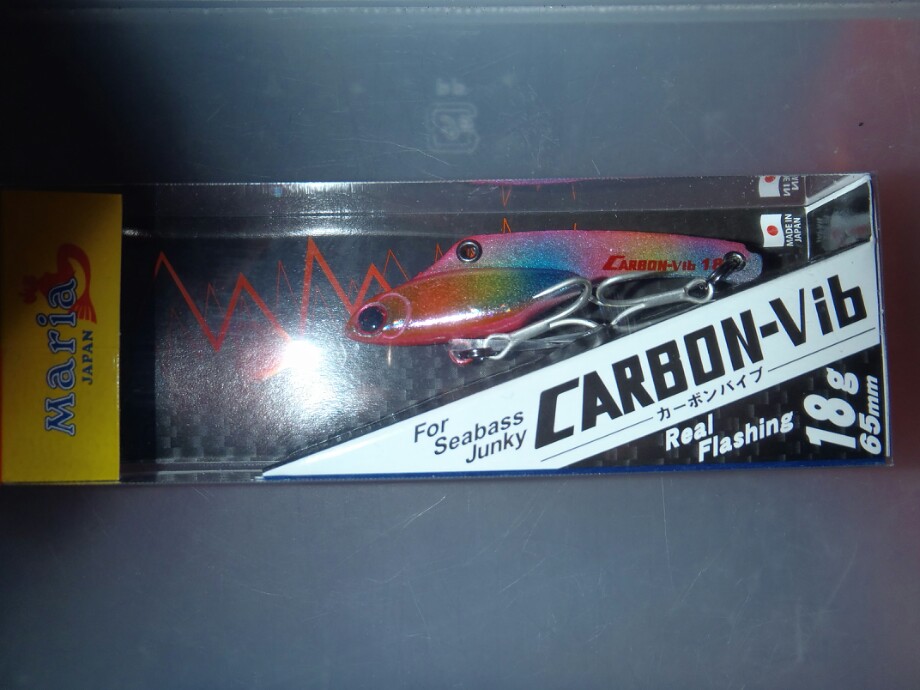 Maria
JAPAN
MADE IN
JAPAN
CARBON-Vib 18
For
Seabass
Junky
CARBON-Vib
カーボンバイブ
Real
Flashing
18g
65mm